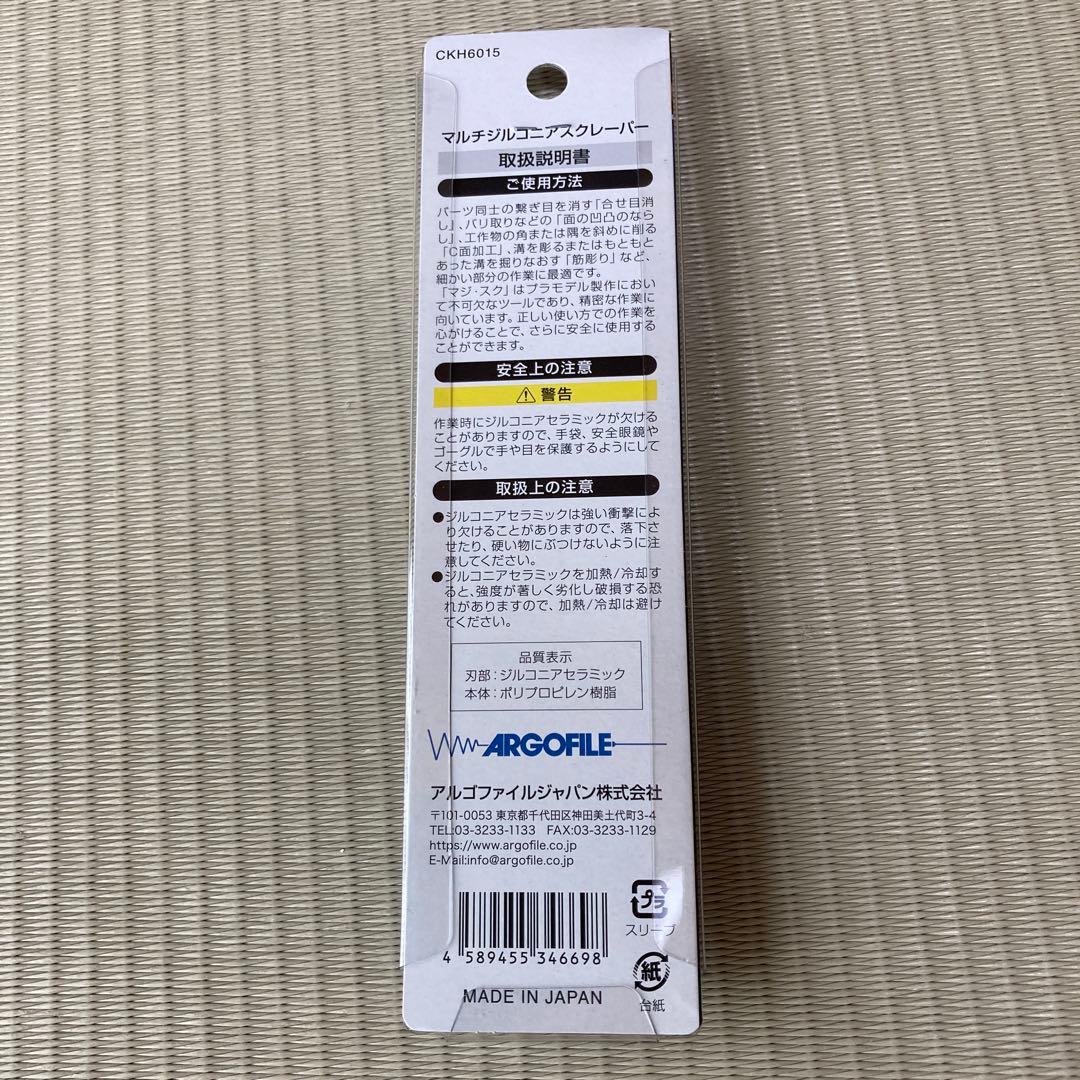 CKH6015
マルチジルコニアスクレーパー
取扱説明書
ご使用方法
パーツ同士の繋ぎ目を消す「合せ目消
し」、バリ取りなどの「面の凹凸のなら
し」、工作物の角または隅を斜めに削る
「C面加工」、溝を彫るまたはもともと
あった溝を掘りなおす「筋彫り」など、
細かい部分の作業に最適です。
「マジ・スク」はプラモデル製作におい
て不可欠なツールであり、精密な作業に
向いています。正しい使い方での作業を
心がけることで、さらに安全に使用する
ことができます。
安全上の注意
⚠ 警告
作業時にジルコニアセラミックが欠ける
ことがありますので、手袋、安全眼鏡や
ゴーグルで手や目を保護するようにして
ください。
取扱上の注意
●ジルコニアセラミックは強い衝撃によ
り欠けることがありますので、落下さ
せたり、硬い物にぶつけないように注
意してください。
●ジルコニアセラミックを加熱/冷却す
ると、強度が著しく劣化し破損する恐
れがありますので、加熱/冷却は避け
てください。
品質表示
刃部：ジルコニアセラミック
本体：ポリプロピレン樹脂
ARGOFILE
アルゴファイルジャパン株式会社
〒101-0053 東京都千代田区神田美土代町3-4
TEL:03-3233-1133 FAX:03-3233-1129
https://www.argofile.co.jp
E-Mail:info@argofile.co.jp
プラ
スリーブ
4 589455 346698
紙
台紙
MADE IN JAPAN